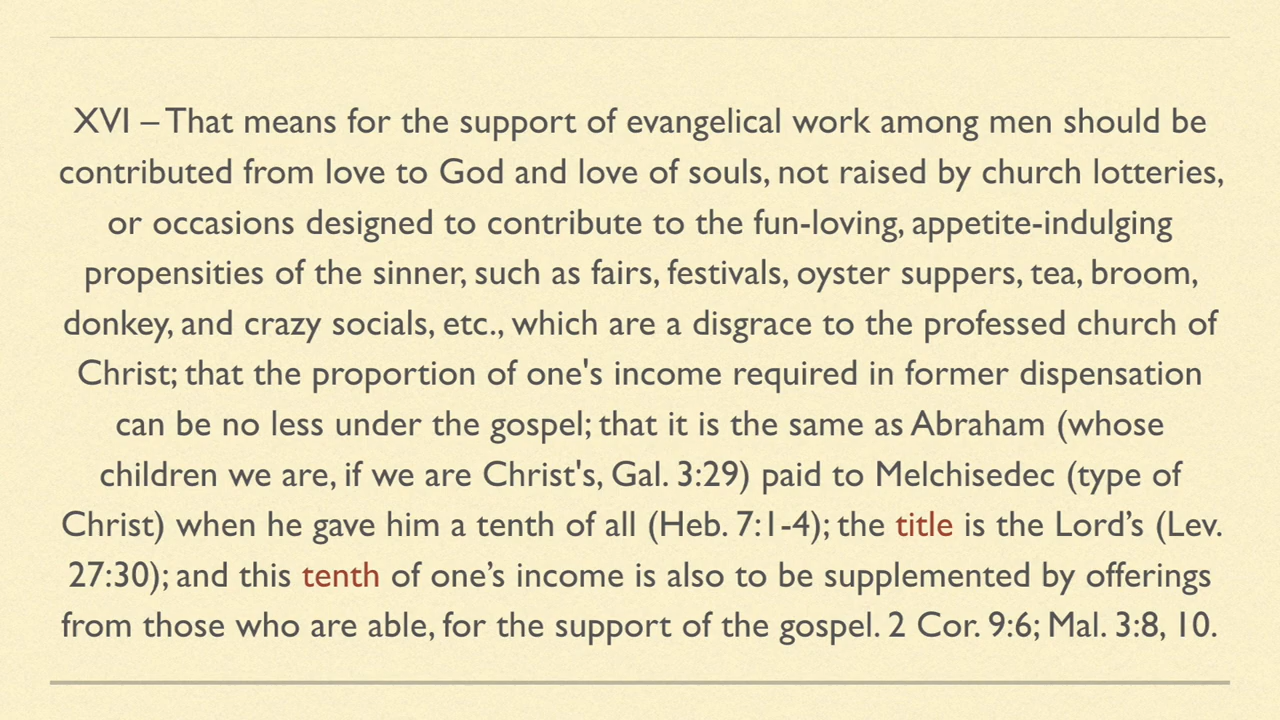 XVI – That means for the support of evangelical work among men should be
contributed from love to God and love of souls, not raised by church lotteries,
or occasions designed to contribute to the fun-loving, appetite-indulging
propensities of the sinner, such as fairs, festivals, oyster suppers, tea, broom,
donkey, and crazy socials, etc., which are a disgrace to the professed church of
Christ; that the proportion of one's income required in former dispensation
can be no less under the gospel; that it is the same as Abraham (whose
children we are, if we are Christ's, Gal. 3:29) paid to Melchisedec (type of
Christ) when he gave him a tenth of all (Heb. 7:1-4); the title is the Lord’s (Lev.
27:30); and this tenth of one’s income is also to be supplemented by offerings
from those who are able, for the support of the gospel. 2 Cor. 9:6; Mal. 3:8, 10.